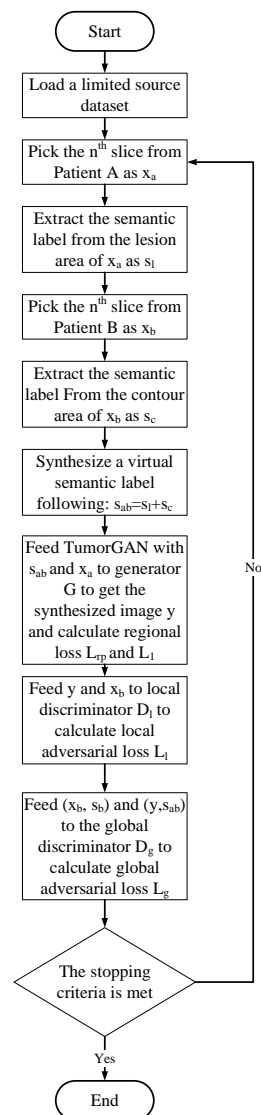 Start
Load a limited source
dataset
Pick the nth slice from
Patient A as xa
Extract the semantic
label from the lesion
area of xa as sl
Pick the nth slice from
Patient B as xb
Extract the semantic
label From the contour
area of xb as sc
Synthesize a virtual
semantic label
following: sab=sl+sc
Feed TumorGAN with
sab and xa to generator
G to get the
synthesized image y
and calculate regional
loss Lrp and L1
Feed y and xb to local
discriminator Dl to
calculate local
adversarial loss Ll
Feed (xb, sb) and (y,sab)
to the global
discriminator Dg to
calculate global
adversarial loss Lg
The stopping
criteria is met
No
Yes
End